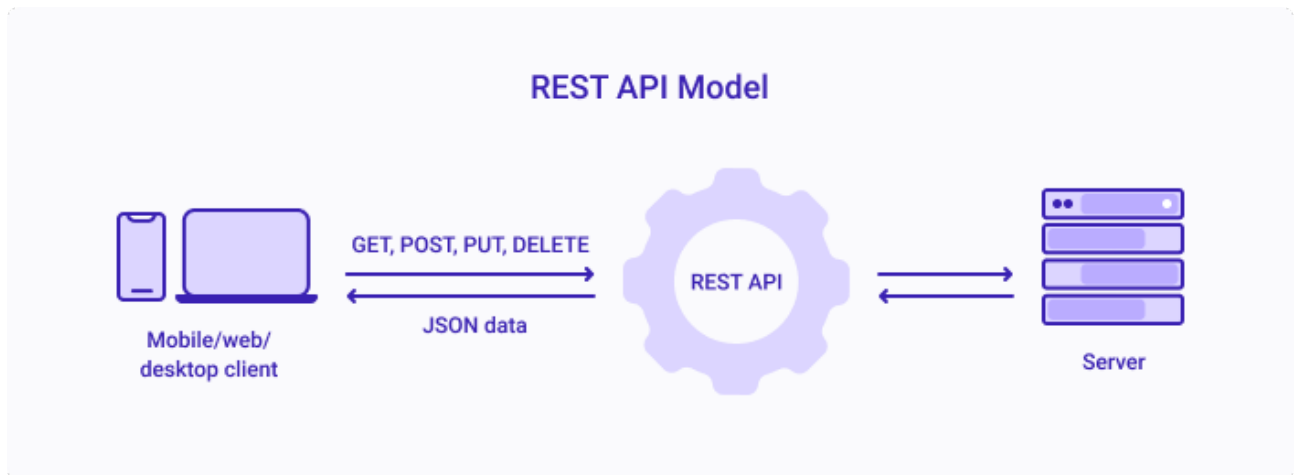 REST API Model
GET, POST, PUT, DELETE
REST API
JSON data
Mobile/web/
desktop client
Server